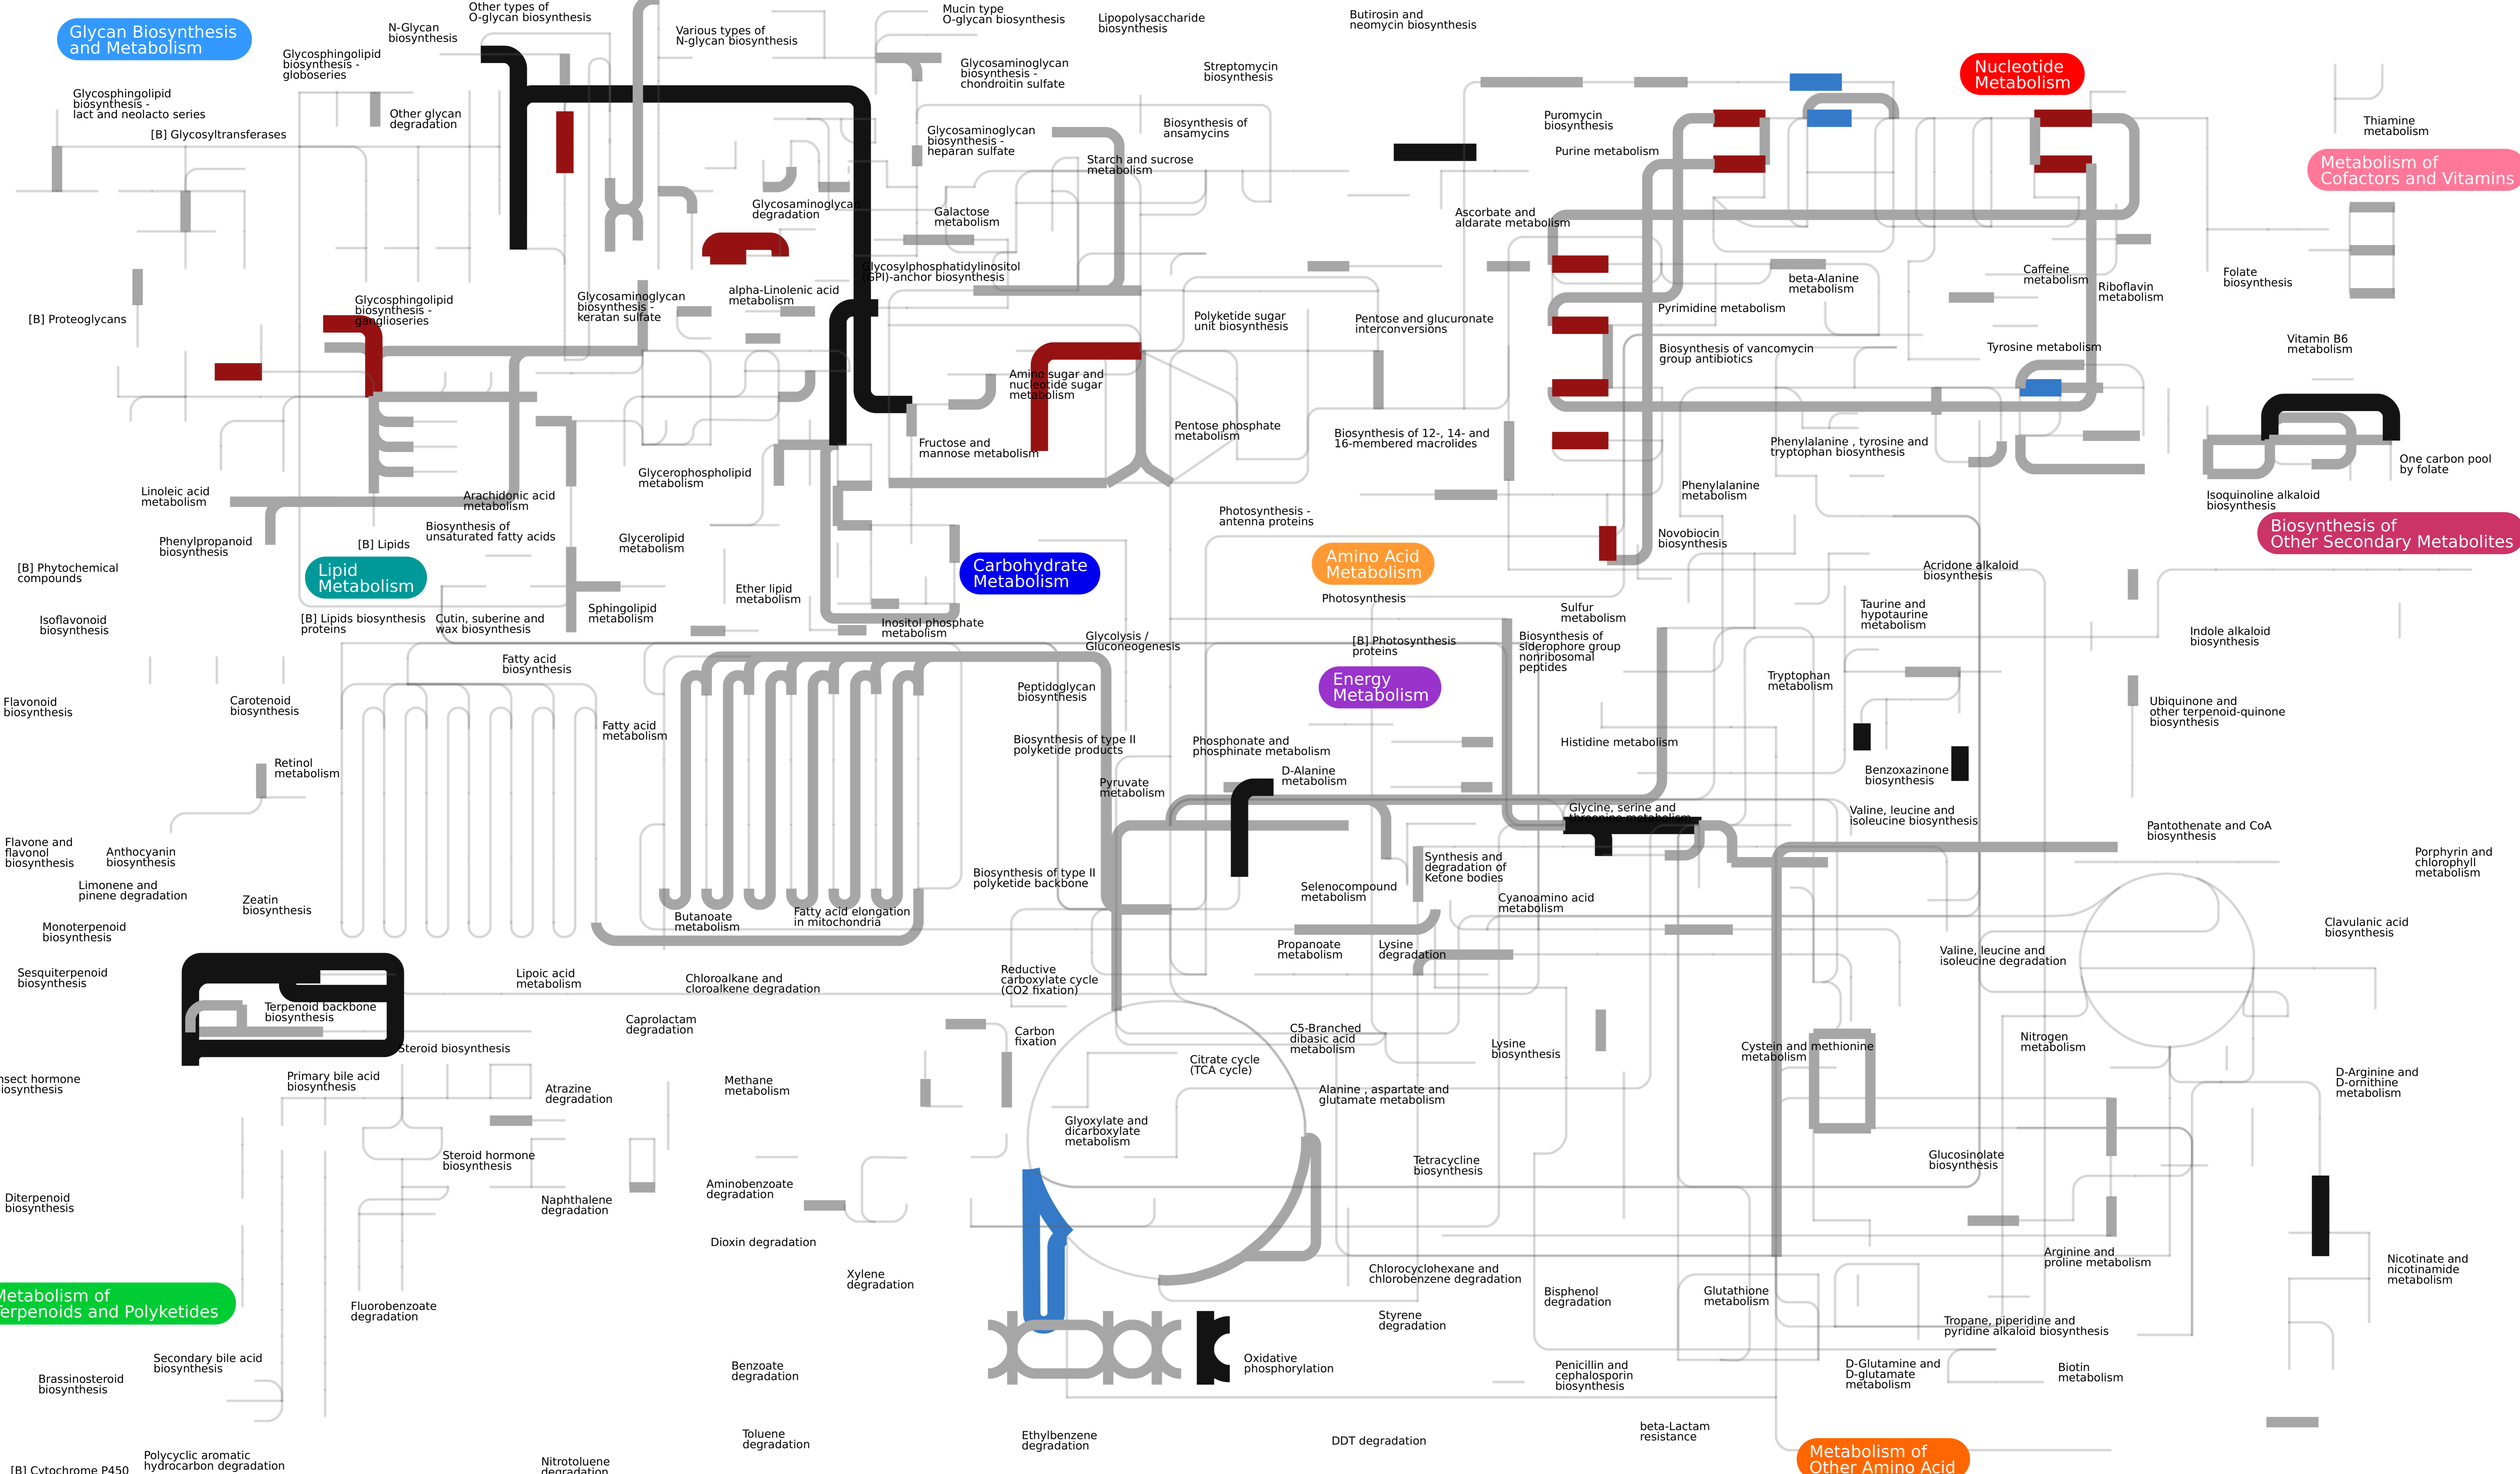 Glycan Biosynthesis
and Metabolism
N-Glycan
biosynthesis
Other types of
O-glycan biosynthesis
Various types of
N-glycan biosynthesis
Mucin type
O-glycan biosynthesis
Lipopolysaccharide
biosynthesis
Butirosin and
neomycin biosynthesis
Glycosphingolipid
biosynthesis -
globoseries
Glycosaminoglycan
biosynthesis -
chondroitin sulfate
Streptomycin
biosynthesis
Nucleotide
Metabolism
Glycosphingolipid
biosynthesis -
lact and neolacto series
Other glycan
degradation
[B] Glycosyltransferases
Glycosaminoglycan
biosynthesis -
heparan sulfate
Biosynthesis of
ansamycins
Puromycin
biosynthesis
Thiamine
metabolism
Starch and sucrose
metabolism
Purine metabolism
Metabolism of
Cofactors and Vitamins
Glycosaminoglycan
degradation
Galactose
metabolism
Ascorbate and
aldarate metabolism
Glycosylphosphatidylinositol
(GPI)-anchor biosynthesis
beta-Alanine
metabolism
Caffeine
metabolism
Riboflavin
metabolism
Folate
biosynthesis
Glycosphingolipid
biosynthesis -
ganglioseries
Glycosaminoglycan
biosynthesis -
keratan sulfate
alpha-Linolenic acid
metabolism
[B] Proteoglycans
Polyketide sugar
unit biosynthesis
Pentose and glucuronate
interconversions
Pyrimidine metabolism
Biosynthesis of vancomycin
group antibiotics
Tyrosine metabolism
Vitamin B6
metabolism
Amino sugar and
nucleotide sugar
metabolism
Fructose and
mannose metabolism
Pentose phosphate
metabolism
Biosynthesis of 12-, 14- and
16-membered macrolides
Phenylalanine , tyrosine and
tryptophan biosynthesis
One carbon pool
by folate
Glycerophospholipid
metabolism
Linoleic acid
metabolism
Arachidonic acid
metabolism
Phenylalanine
metabolism
Isoquinoline alkaloid
biosynthesis
Photosynthesis -
antenna proteins
Biosynthesis of
unsaturated fatty acids
Phenylpropanoid
biosynthesis
[B] Lipids
Glycerolipid
metabolism
Novobiocin
biosynthesis
Biosynthesis of
Other Secondary Metabolites
[B] Phytochemical
compounds
Lipid
Metabolism
Carbohydrate
Metabolism
Amino Acid
Metabolism
Acridone alkaloid
biosynthesis
Ether lipid
metabolism
Photosynthesis
Isoflavonoid
biosynthesis
[B] Lipids biosynthesis
proteins
Cutin, suberine and
wax biosynthesis
Sphingolipid
metabolism
Inositol phosphate
metabolism
Sulfur
metabolism
Taurine and
hypotaurine
metabolism
Glycolysis /
Gluconeogenesis
[B] Photosynthesis
proteins
Biosynthesis of
siderophore group
nonribosomal
peptides
Indole alkaloid
biosynthesis
Fatty acid
biosynthesis
Energy
Metabolism
Tryptophan
metabolism
Flavonoid
biosynthesis
Carotenoid
biosynthesis
Peptidoglycan
biosynthesis
Ubiquinone and
other terpenoid-quinone
biosynthesis
Fatty acid
metabolism
Biosynthesis of type II
polyketide products
Phosphonate and
phosphinate metabolism
Histidine metabolism
Retinol
metabolism
Pyruvate
metabolism
D-Alanine
metabolism
Benzoxazinone
biosynthesis
Glycine, serine and
threonine metabolism
Valine, leucine and
isoleucine biosynthesis
Pantothenate and CoA
biosynthesis
Flavone and
flavonol
biosynthesis
Anthocyanin
biosynthesis
Synthesis and
degradation of
Ketone bodies
Porphyrin and
chlorophyll
metabolism
Limonene and
pinene degradation
Biosynthesis of type II
polyketide backbone
Selenocompound
metabolism
Cyanoamino acid
metabolism
Zeatin
biosynthesis
Butanoate
metabolism
Fatty acid elongation
in mitochondria
Clavulanic acid
biosynthesis
Monoterpenoid
biosynthesis
Propanoate
metabolism
Lysine
degradation
Valine, leucine and
isoleucine degradation
Sesquiterpenoid
biosynthesis
Lipoic acid
metabolism
Chloroalkane and
cloroalkene degradation
Reductive
carboxylate cycle
(CO2 fixation)
Terpenoid backbone
biosynthesis
Caprolactam
degradation
Carbon
fixation
C5-Branched
dibasic acid
metabolism
Lysine
biosynthesis
Cystein and methionine
metabolism
Nitrogen
metabolism
Steroid biosynthesis
Citrate cycle
(TCA cycle)
nsect hormone
iosynthesis
Primary bile acid
biosynthesis
Atrazine
degradation
Methane
metabolism
Alanine , aspartate and
glutamate metabolism
D-Arginine and
D-ornithine
metabolism
Glyoxylate and
dicarboxylate
metabolism
Steroid hormone
biosynthesis
Tetracycline
biosynthesis
Glucosinolate
biosynthesis
Diterpenoid
biosynthesis
Naphthalene
degradation
Aminobenzoate
degradation
Dioxin degradation
Arginine and
proline metabolism
Nicotinate and
nicotinamide
metabolism
Xylene
degradation
Chlorocyclohexane and
chlorobenzene degradation
Metabolism of
Terpenoids and Polyketides
Fluorobenzoate
degradation
Bisphenol
degradation
Glutathione
metabolism
Styrene
degradation
Tropane, piperidine and
pyridine alkaloid biosynthesis
Secondary bile acid
biosynthesis
Benzoate
degradation
Oxidative
phosphorylation
Penicillin and
cephalosporin
biosynthesis
D-Glutamine and
D-glutamate
metabolism
Biotin
metabolism
Brassinosteroid
biosynthesis
Toluene
degradation
Ethylbenzene
degradation
DDT degradation
beta-Lactam
resistance
Polycyclic aromatic
hydrocarbon degradation
[B] Cytochrome P450
Nitrotoluene
degradation
Metabolism of
Other Amino Acid